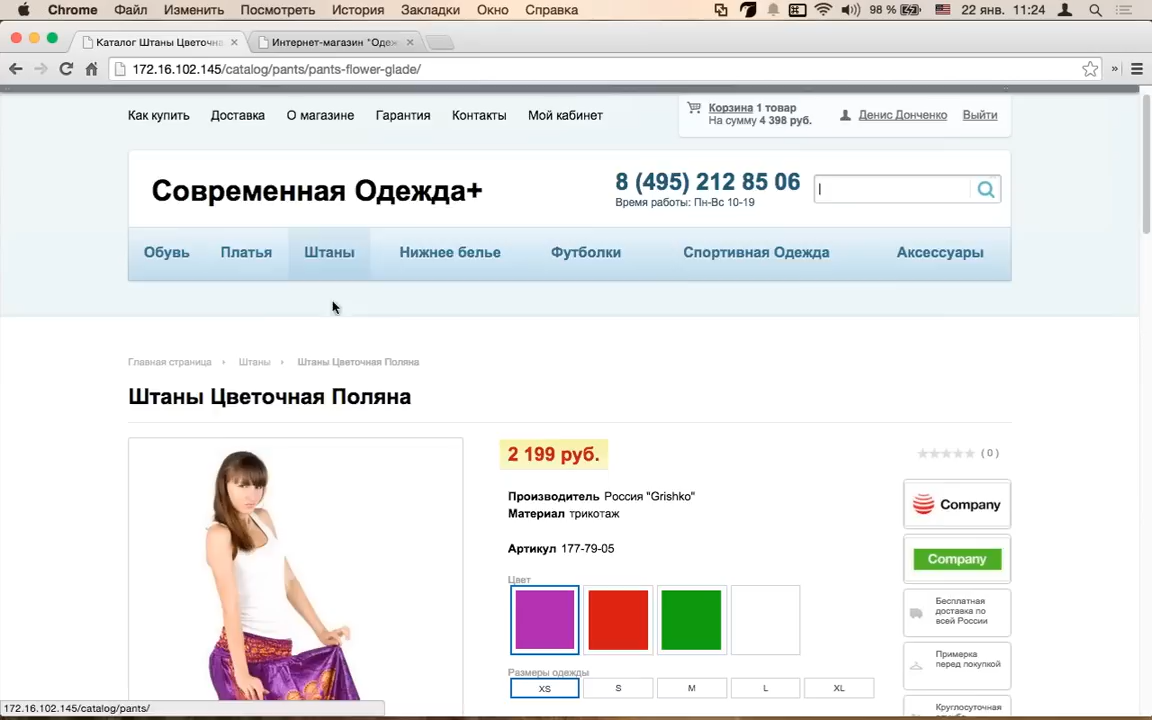 Chrome Файл Изменить Посмотреть История Закладки Окно Справка 98 % 22 янв. 11:24
Каталог Штаны Цветочна Интернет-магазин "Одеж
172.16.102.145/catalog/pants/pants-flower-glade/
Как купить Доставка О магазине Гарантия Контакты Мой кабинет
Корзина 1 товар
На сумму 4 398 руб.
Денис Донченко Выйти
Современная Одежда+
8 (495) 212 85 06
Время работы: Пн-Вс 10-19
Обувь Платья Штаны Нижнее белье Футболки Спортивная Одежда Аксессуары
Главная страница Штаны Штаны Цветочная Поляна
Штаны Цветочная Поляна
2 199 руб.
( 0 )
Производитель Россия "Grishko"
Материал трикотаж
Артикул 177-79-05
Цвет
Размеры одежды
XS S M L XL
Company
Company
Бесплатная
доставка по
всей России
Примерка
перед покупкой
Круглосуточная
172.16.102.145/catalog/pants/